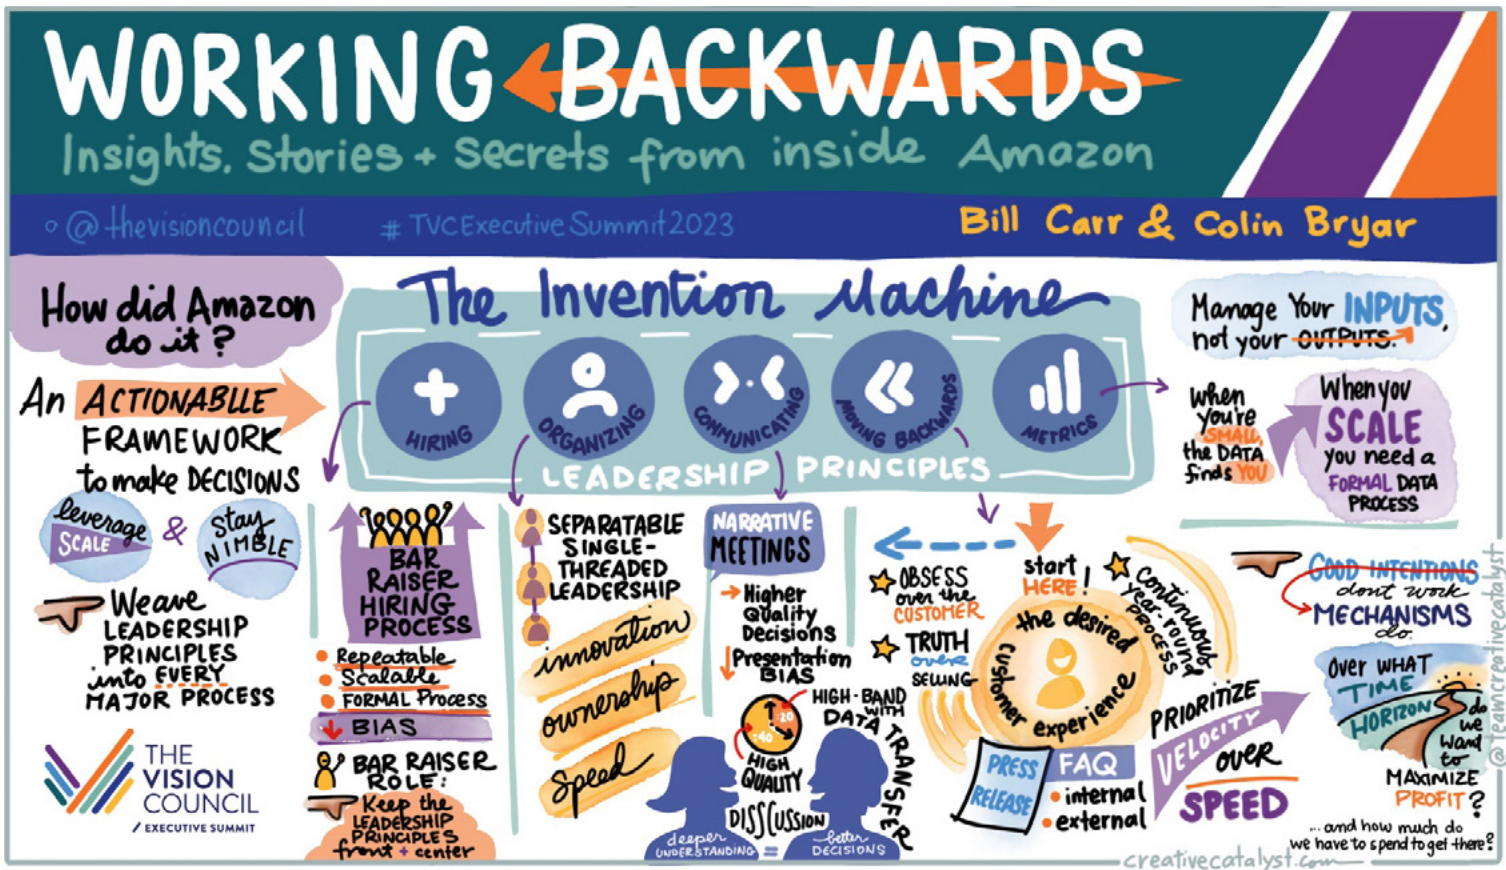 WORKING BACKWARDS
Insights, Stories + Secrets from inside Amazon
@thevisioncouncil
# TVCExecutiveSummit2023
Bill Carr & Colin Bryar
How did Amazon
do it?
An ACTIONABLLE
FRAMEWORK
to make DECISIONS
leverage
SCALE
&
Stay
NIMBLE
Weave
LEADERSHIP
PRINCIPLES
into EVERY
MAJOR PROCESS
THE
VISION
COUNCIL
/ EXECUTIVE SUMMIT
The Invention Machine
HIRING
ORGANIZING
COMMUNICATING
MOVING BACKWARDS
METRICS
LEADERSHIP PRINCIPLES
BAR
RAISER
HIRING
PROCESS
Repeatable
Scalable
FORMAL Process
BIAS
BAR RAISER
ROLE:
Keep the
LEADERSHIP
PRINCIPLES
front + center
SEPARATABLE
SINGLE-
THREADED
LEADERSHIP
innovation
ownership
Speed
NARRATIVE
MEETINGS
Higher
Quality
Decisions
Presentation
BIAS
:20
:40
HIGH
QUALITY
DISSCUSSION
HIGH-BAND
WITH
DATA
TRANSFER
deeper
UNDERSTANDING
=
better
DECISIONS
OBSESS
over the
CUSTOMER
TRUTH
over
SELLING
start
HERE!
the desired
customer experience
Continuous
year-round
PROCESS
PRESS
RELEASE
FAQ
internal
external
PRIORITIZE
VELOCITY
OVER
SPEED
Manage Your INPUTS,
not your OUTPUTS.
when
you're
SMALL,
the DATA
finds YOU
When you
SCALE
you need a
FORMAL DATA
PROCESS
GOOD INTENTIONS
dont work
MECHANISMS
do.
OVER WHAT
TIME
HORIZON
do
we
want
to
MAXIMIZE
PROFIT?
...and how much do
we have to spend to get there?
@teamcreativecatalyst
creativecatalyst.com